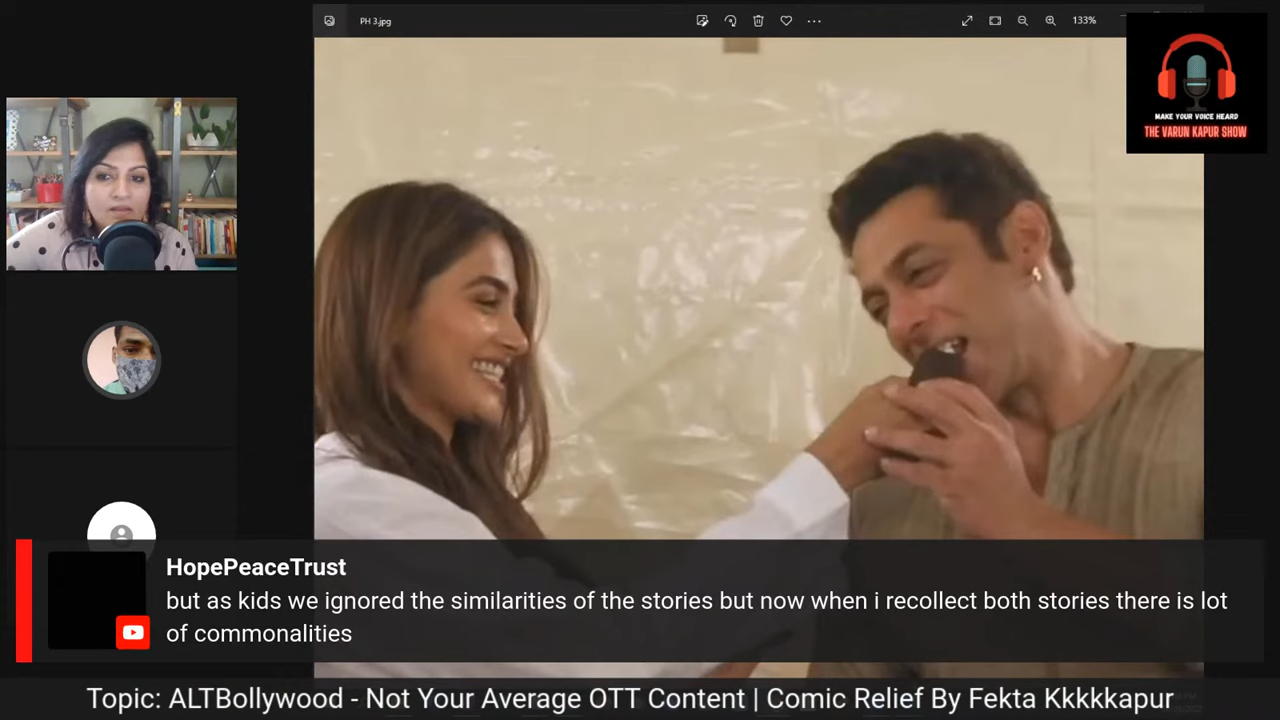 PH 3.jpg
133%
MAKE YOUR VOICE HEARD
THE VARUN KAPUR SHOW
HopePeaceTrust
but as kids we ignored the similarities of the stories but now when i recollect both stories there is lot
of commonalities
Topic: ALTBollywood - Not Your Average OTT Content | Comic Relief By Fekta Kkkkkapur